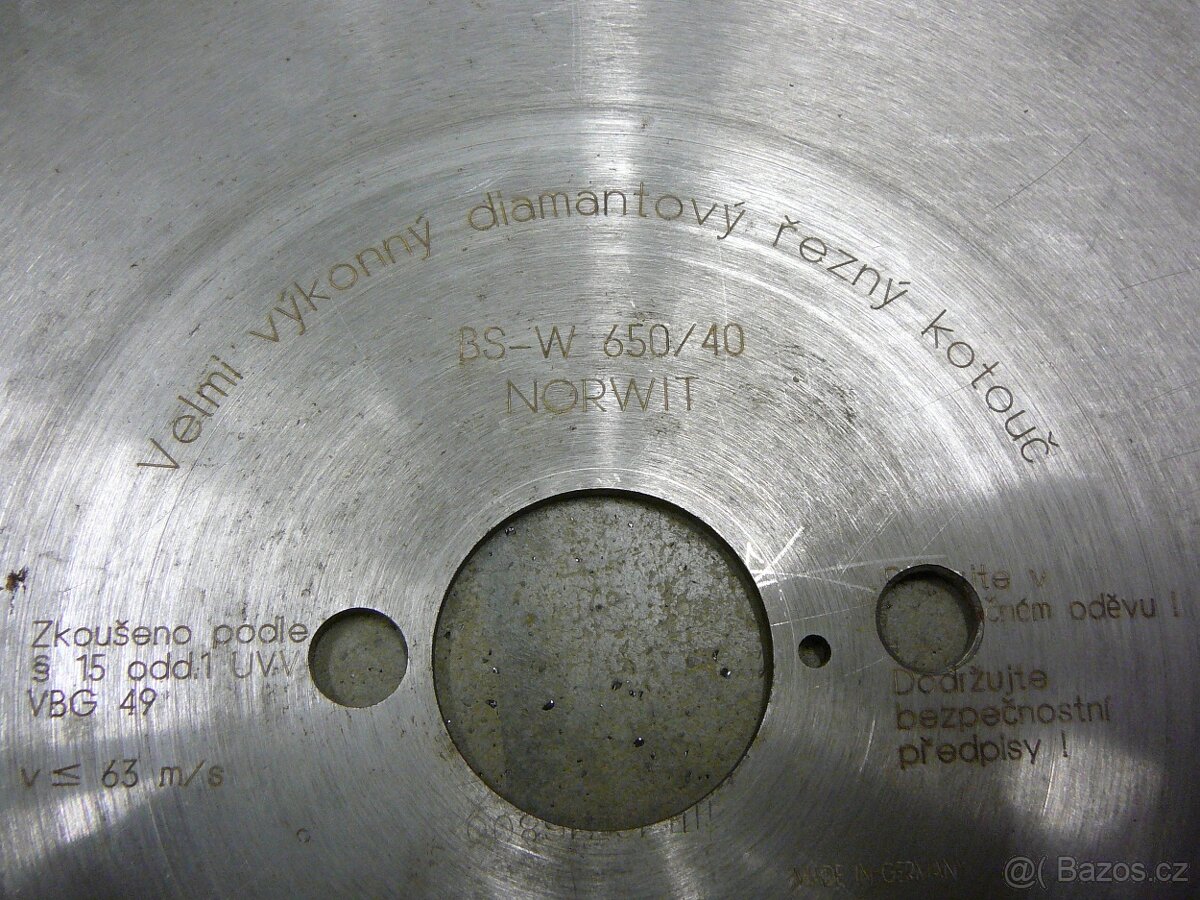 Velmi výkonný diamantový řezný kotouč
BS-W 650/40
NORWIT
Zkoušeno podle
§ 15 odd.1 UVV
VBG 49
v ≤ 63 m/s
v
oděvu !
Dodržujte
bezpečnostní
předpisy !
MADE IN GERMANY
@( Bazos.cz